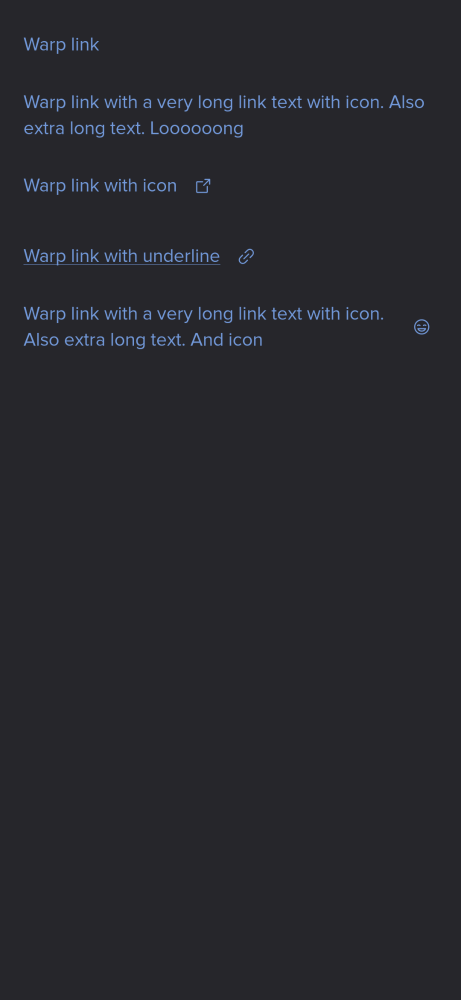 Warp link
Warp link with a very long link text with icon. Also
extra long text. Loooooong
Warp link with icon
Warp link with underline
Warp link with a very long link text with icon.
Also extra long text. And icon